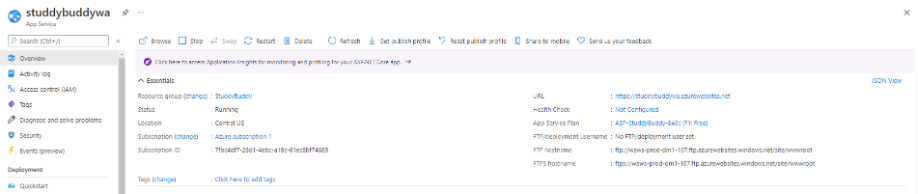 studdybuddywa
App Service
Search (Ctrl+/)
Browse Stop Swap Restart Delete Refresh Get publish profile Reset publish profile Share to mobile Send us your feedback
Overview
Click here to access Application Insights for monitoring and profiling for your ASP.NET Core app. →
Activity log
Essentials JSON View
Access control (IAM)
Resource group (change) : StuddyBuddy URL : https://studdybuddywa.azurewebsites.net
Tags
Status : Running Health Check : Not Configured
Diagnose and solve problems
Location : Central US App Service Plan : ASP-StuddyBuddy-840c (F1: Free)
Security
Subscription (change) : Azure subscription 1 FTP/deployment username : No FTP/deployment user set
Events (preview)
Subscription ID : FTP hostname : ftp://waws-prod-dm1-167.ftp.azurewebsites.windows.net/site/wwwroot
Deployment
FTPS hostname : ftps://waws-prod-dm1-167.ftp.azurewebsites.windows.net/site/wwwroot
Quickstart
Tags (change) : Click here to add tags